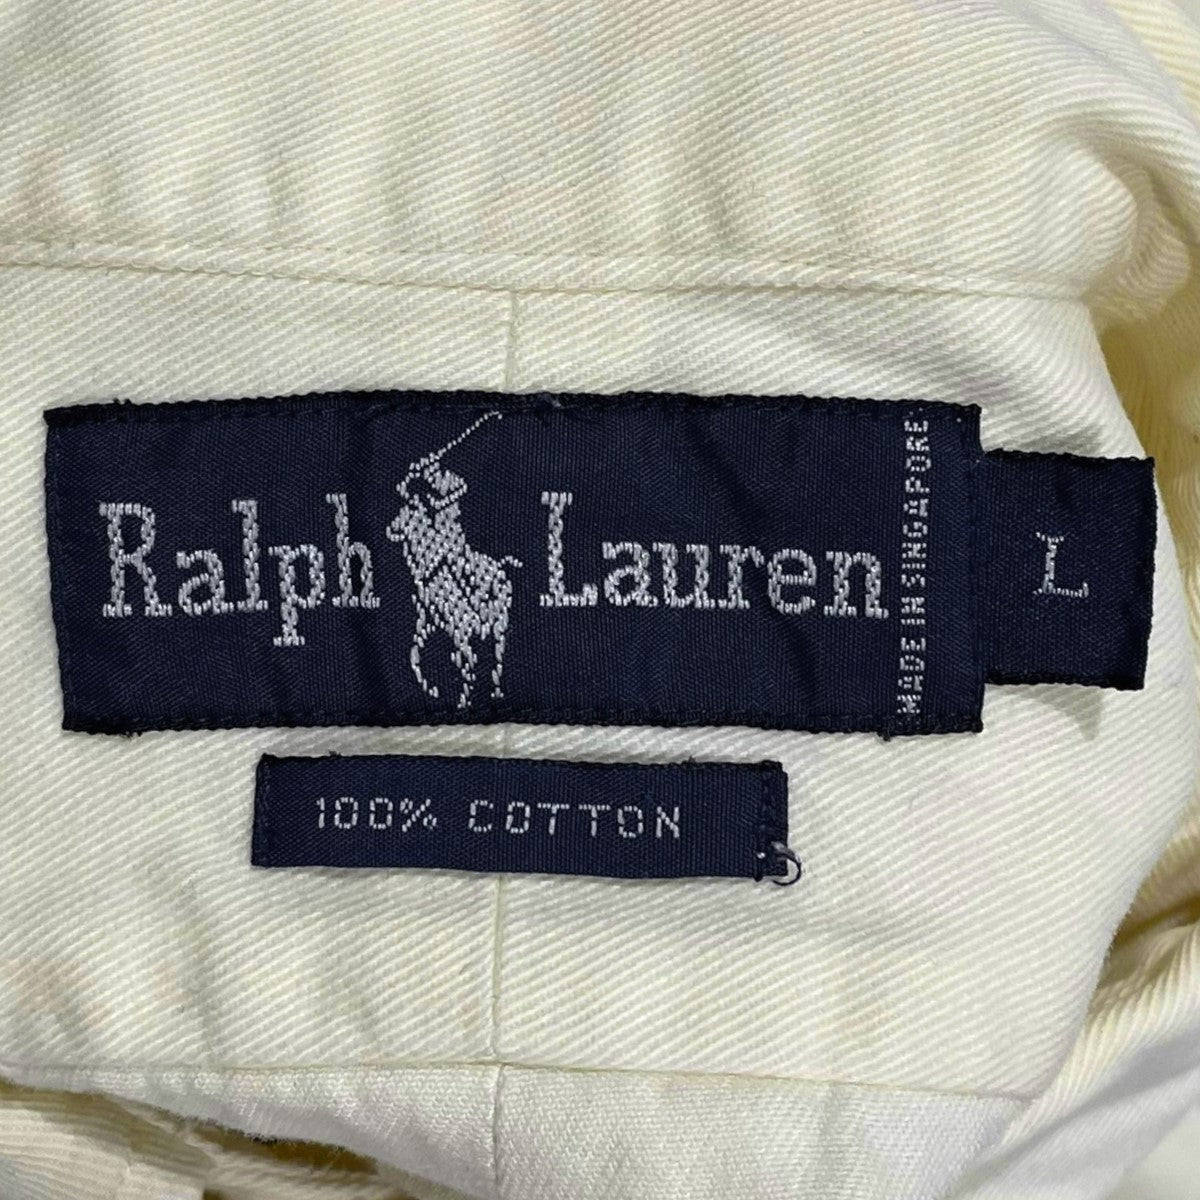 Ralph Lauren
MADE IN SINGAPORE
L
100% COTTON